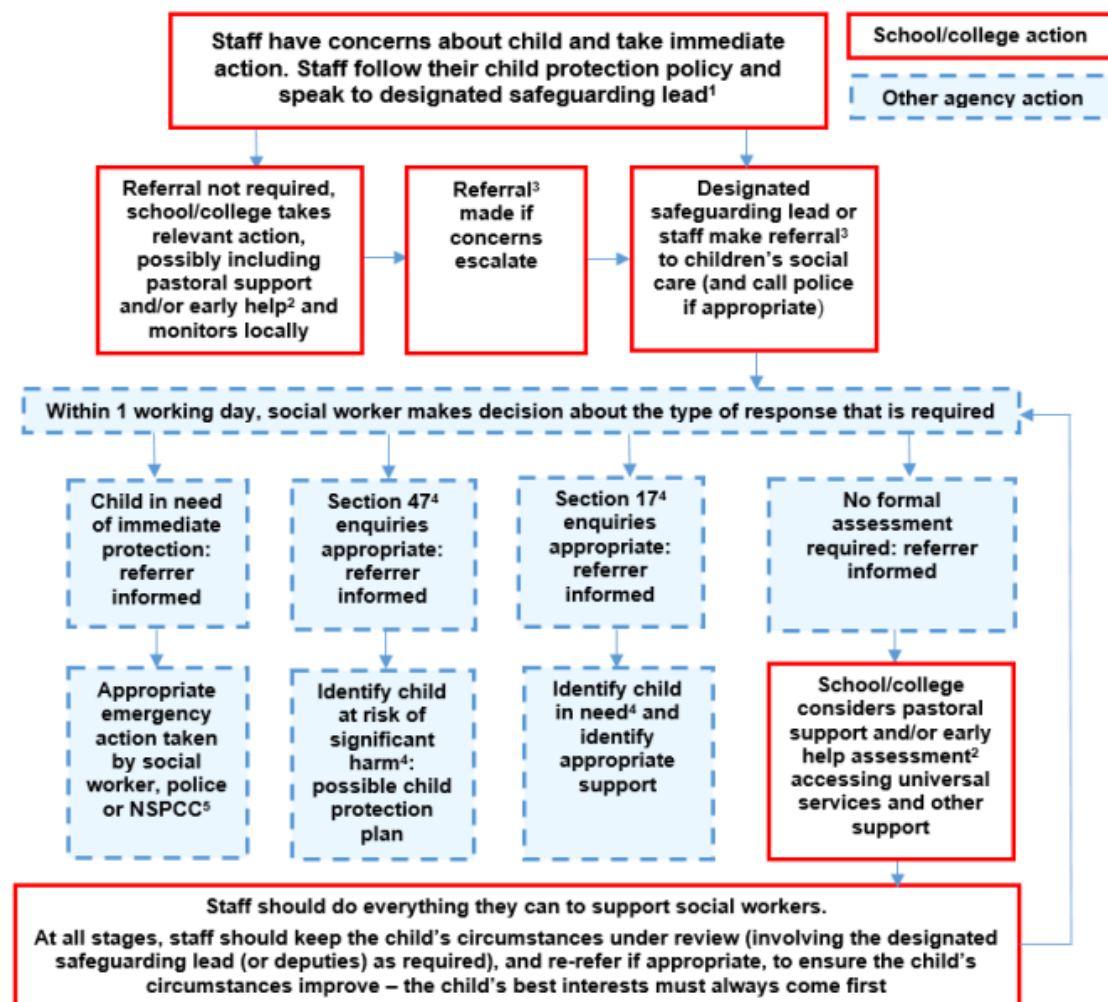 Staff have concerns about child and take immediate
action. Staff follow their child protection policy and
speak to designated safeguarding lead¹
School/college action
Other agency action
Referral not required,
school/college takes
relevant action,
possibly including
pastoral support
and/or early help² and
monitors locally
Referral³
made if
concerns
escalate
Designated
safeguarding lead or
staff make referral³
to children's social
care (and call police
if appropriate)
Within 1 working day, social worker makes decision about the type of response that is required
Child in need
of immediate
protection:
referrer
informed
Section 47⁴
enquiries
appropriate:
referrer
informed
Section 17⁴
enquiries
appropriate:
referrer
informed
No formal
assessment
required: referrer
informed
Appropriate
emergency
action taken
by social
worker, police
or NSPCC⁵
Identify child
at risk of
significant
harm⁴:
possible child
protection
plan
Identify child
in need⁴ and
identify
appropriate
support
School/college
considers pastoral
support and/or early
help assessment²
accessing universal
services and other
support
Staff should do everything they can to support social workers.
At all stages, staff should keep the child's circumstances under review (involving the designated
safeguarding lead (or deputies) as required), and re-refer if appropriate, to ensure the child's
circumstances improve – the child's best interests must always come first